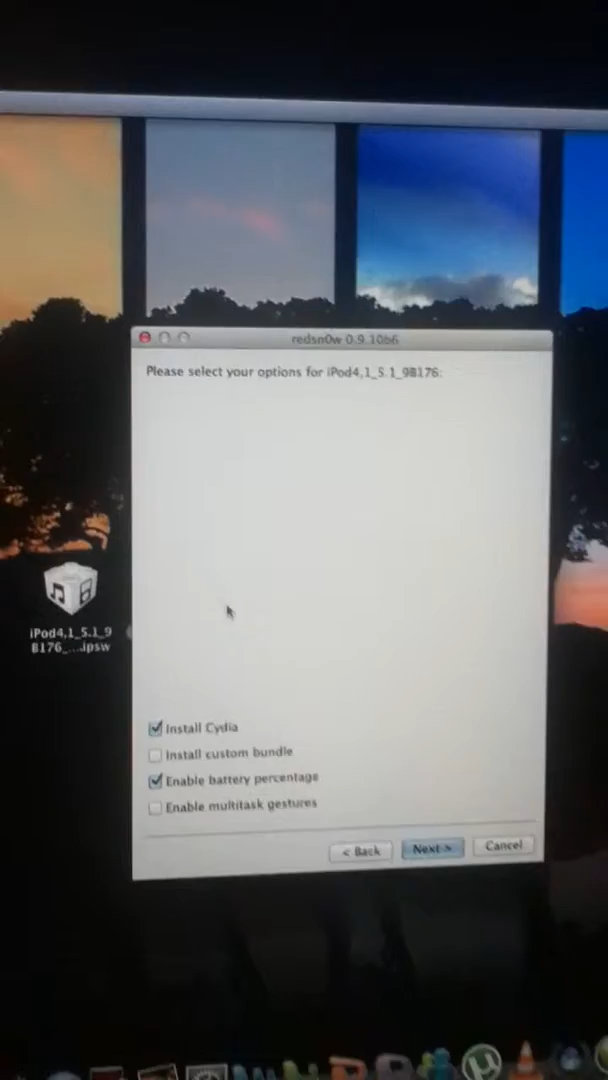 redsn0w 0.9.10b6
Please select your options for iPod4,1_5.1_9B176:
iPod4,1_5.1_9
B176_....ipsw
Install Cydia
Install custom bundle
Enable battery percentage
Enable multitask gestures
< Back
Next >
Cancel